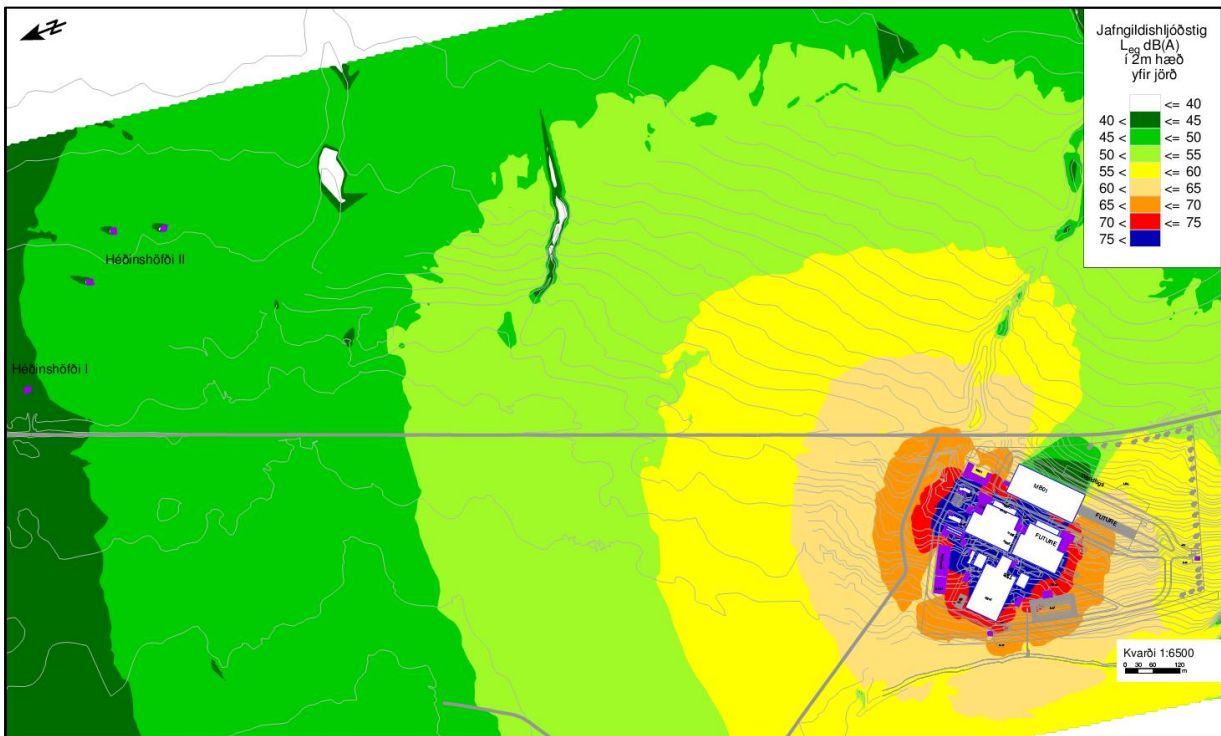 N
Jafngildishljóðstig
Leg dB(A)
í 2m hæð
yfir jörð
<= 40
40 < <= 45
45 < <= 50
50 < <= 55
55 < <= 60
60 < <= 65
65 < <= 70
70 < <= 75
75 <
Héðinshöfði II
Héðinshöfði I
FUTURE
FUTURE
Kvarði 1:6500
0 30 60 120
m